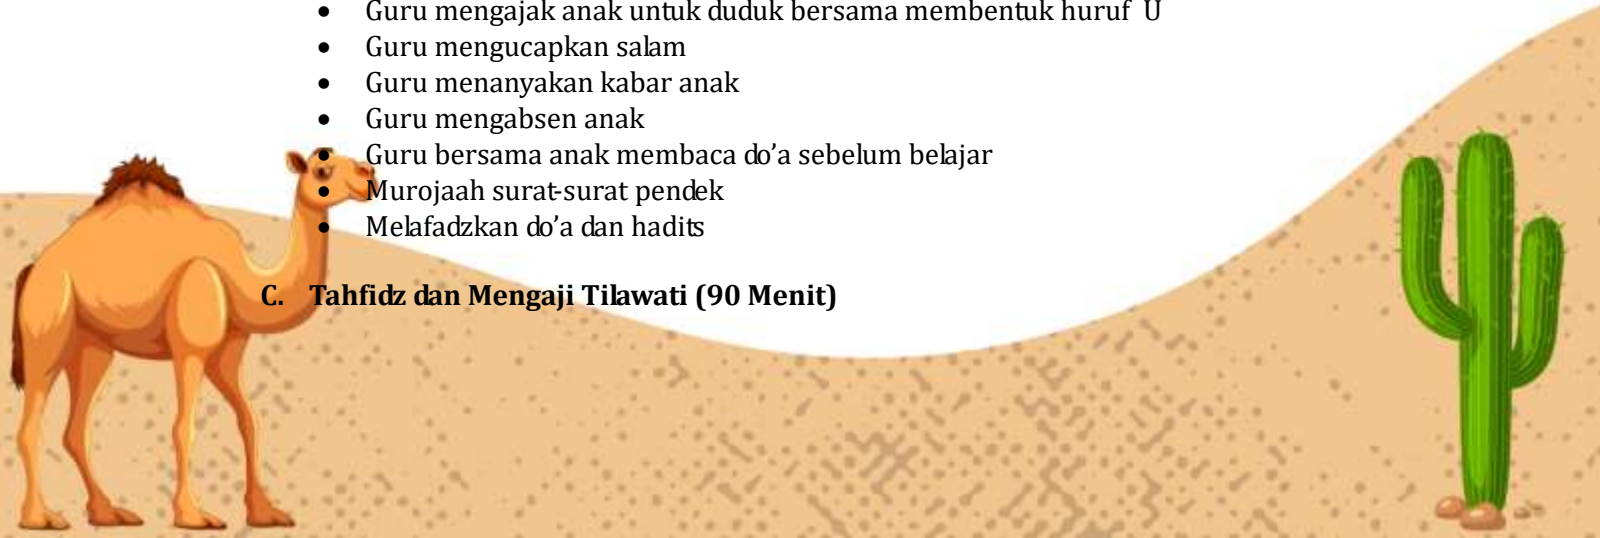 • Guru mengajak anak untuk duduk bersama membentuk huruf U
• Guru mengucapkan salam
• Guru menanyakan kabar anak
• Guru mengabsen anak
• Guru bersama anak membaca do’a sebelum belajar
• Murojaah surat-surat pendek
• Melafadzkan do’a dan hadits
C. Tahfidz dan Mengaji Tilawati (90 Menit)